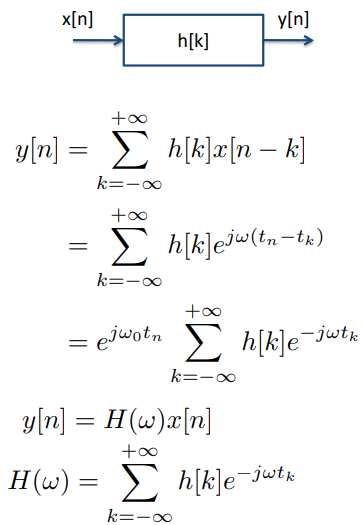 x[n] h[k] y[n]
y[n] = \sum_{k=-\infty}^{+\infty} h[k]x[n-k]
= \sum_{k=-\infty}^{+\infty} h[k]e^{j\omega(t_n-t_k)}
= e^{j\omega_0 t_n} \sum_{k=-\infty}^{+\infty} h[k]e^{-j\omega t_k}
y[n] = H(\omega)x[n]
H(\omega) = \sum_{k=-\infty}^{+\infty} h[k]e^{-j\omega t_k}